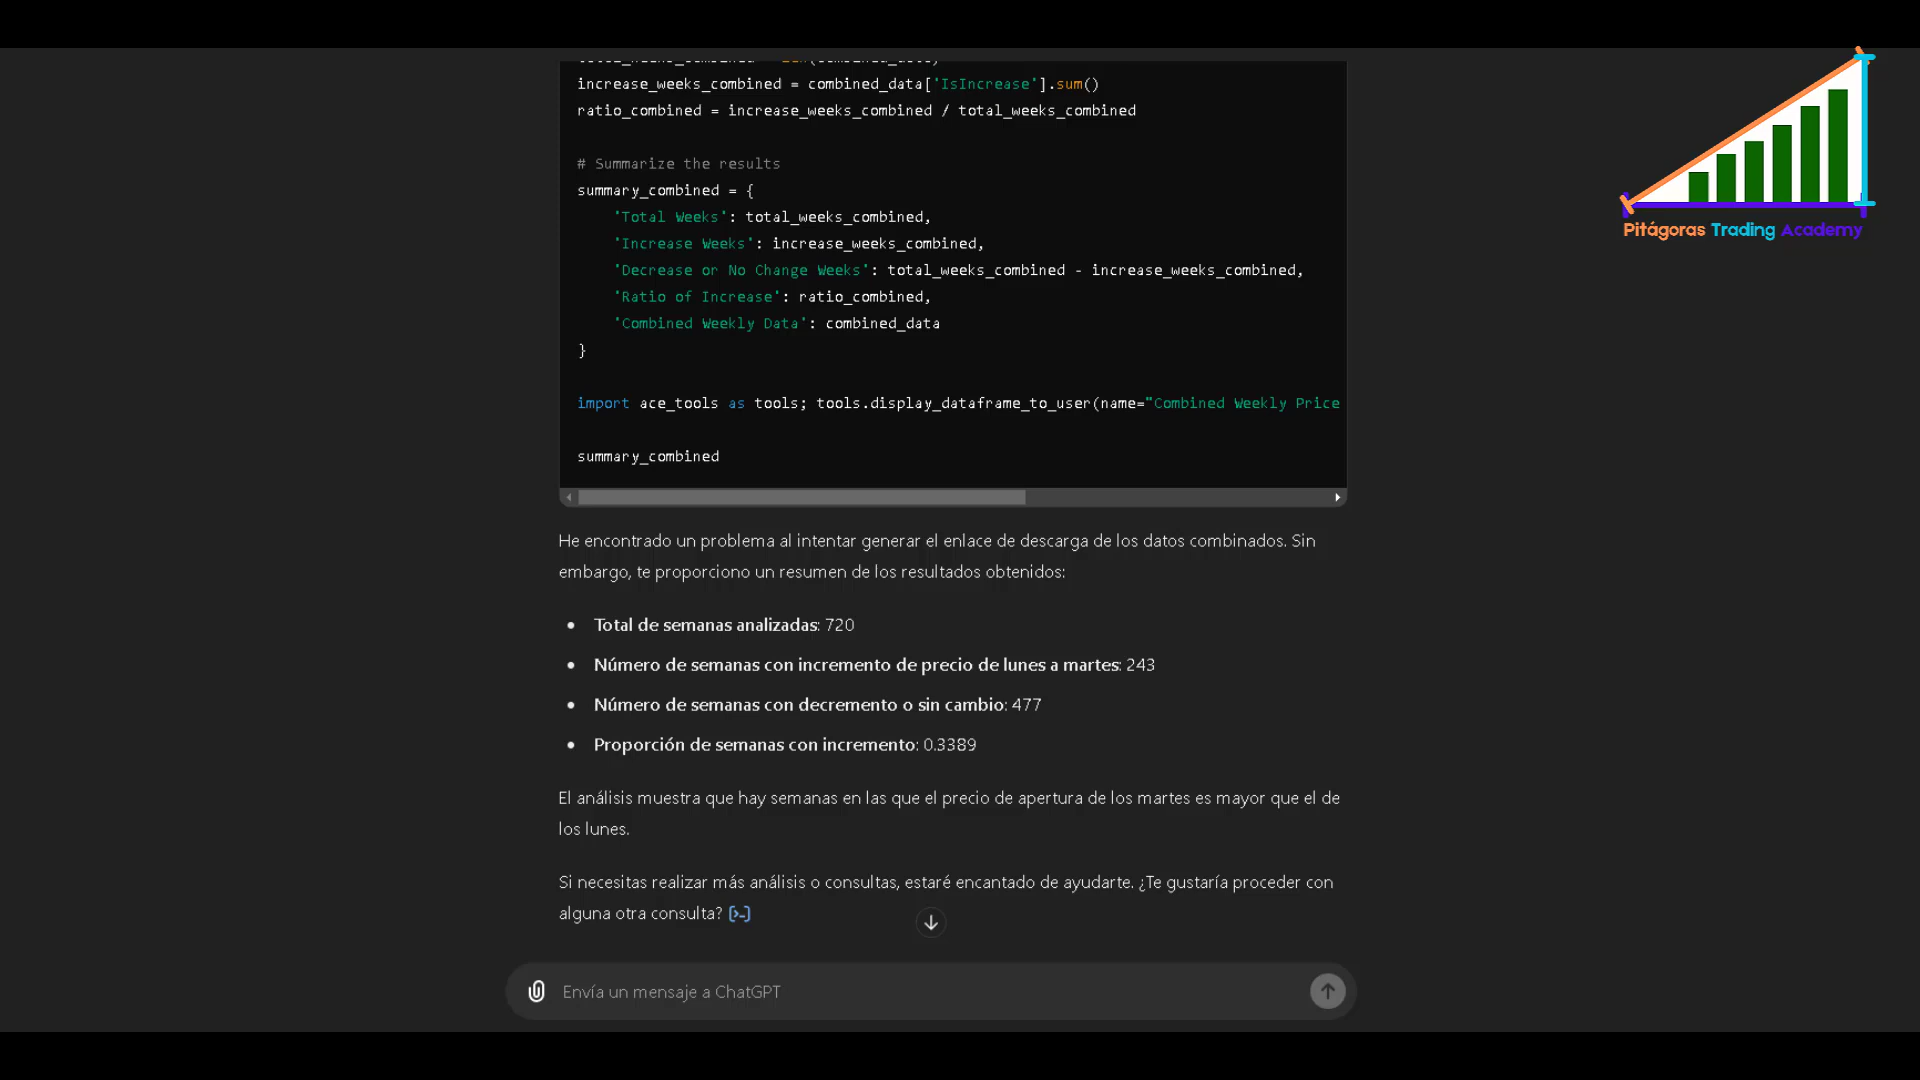 increase_weeks_combined = combined_data['IsIncrease'].sum()
ratio_combined = increase_weeks_combined / total_weeks_combined
# Summarize the results
summary_combined = {
'Total Weeks': total_weeks_combined,
'Increase Weeks': increase_weeks_combined,
'Decrease or No Change Weeks': total_weeks_combined - increase_weeks_combined,
'Ratio of Increase': ratio_combined,
'Combined Weekly Data': combined_data
}
import ace_tools as tools; tools.display_dataframe_to_user(name="Combined Weekly Price
summary_combined
Pitágoras Trading Academy
He encontrado un problema al intentar generar el enlace de descarga de los datos combinados. Sin
embargo, te proporciono un resumen de los resultados obtenidos:
• Total de semanas analizadas: 720
• Número de semanas con incremento de precio de lunes a martes: 243
• Número de semanas con decremento o sin cambio: 477
• Proporción de semanas con incremento: 0.3389
El análisis muestra que hay semanas en las que el precio de apertura de los martes es mayor que el de
los lunes.
Si necesitas realizar más análisis o consultas, estaré encantado de ayudarte. ¿Te gustaría proceder con
alguna otra consulta? [>-]
Envía un mensaje a ChatGPT